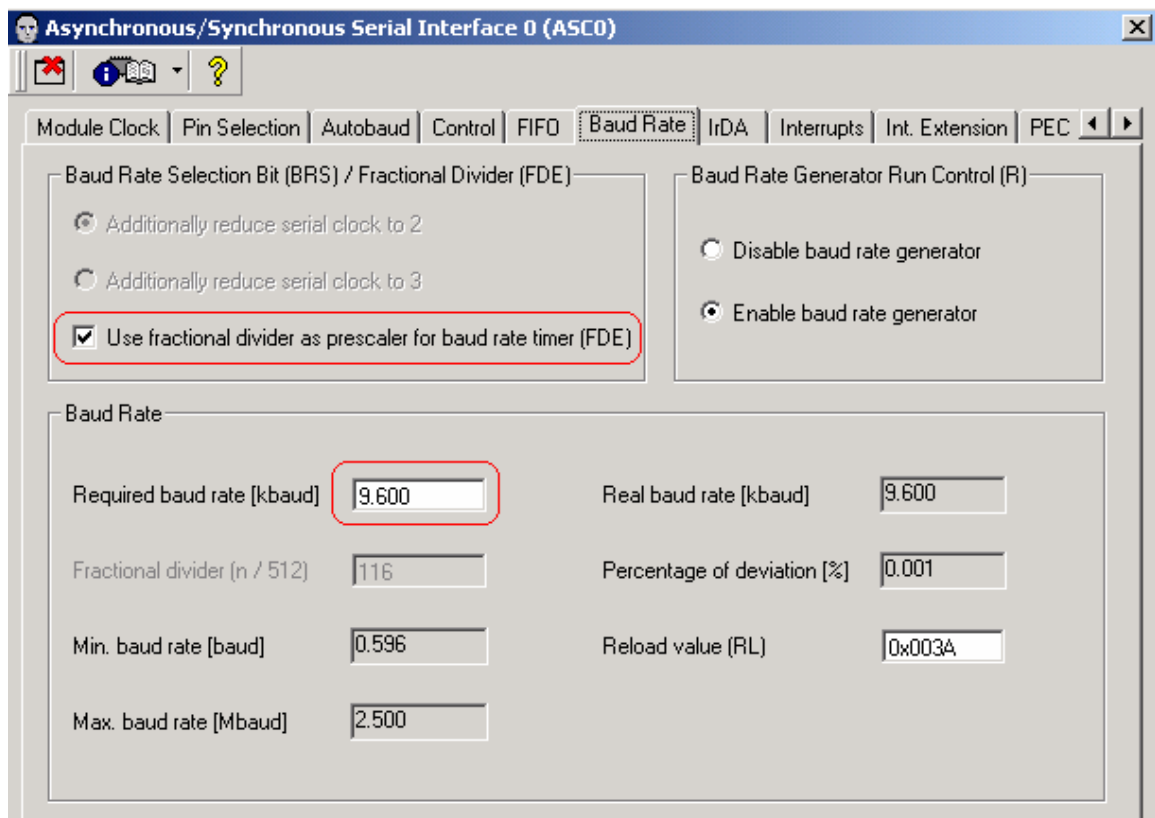 Asynchronous/Synchronous Serial Interface 0 (ASC0)
Module Clock Pin Selection Autobaud Control FIFO Baud Rate IrDA Interrupts Int. Extension PEC
Baud Rate Selection Bit (BRS) / Fractional Divider (FDE)
Additionally reduce serial clock to 2
Additionally reduce serial clock to 3
Use fractional divider as prescaler for baud rate timer (FDE)
Baud Rate Generator Run Control (R)
Disable baud rate generator
Enable baud rate generator
Baud Rate
Required baud rate [kbaud] 9.600
Fractional divider (n / 512) 116
Min. baud rate [baud] 0.596
Max. baud rate [Mbaud] 2.500
Real baud rate [kbaud] 9.600
Percentage of deviation [%] 0.001
Reload value (RL) 0x003A